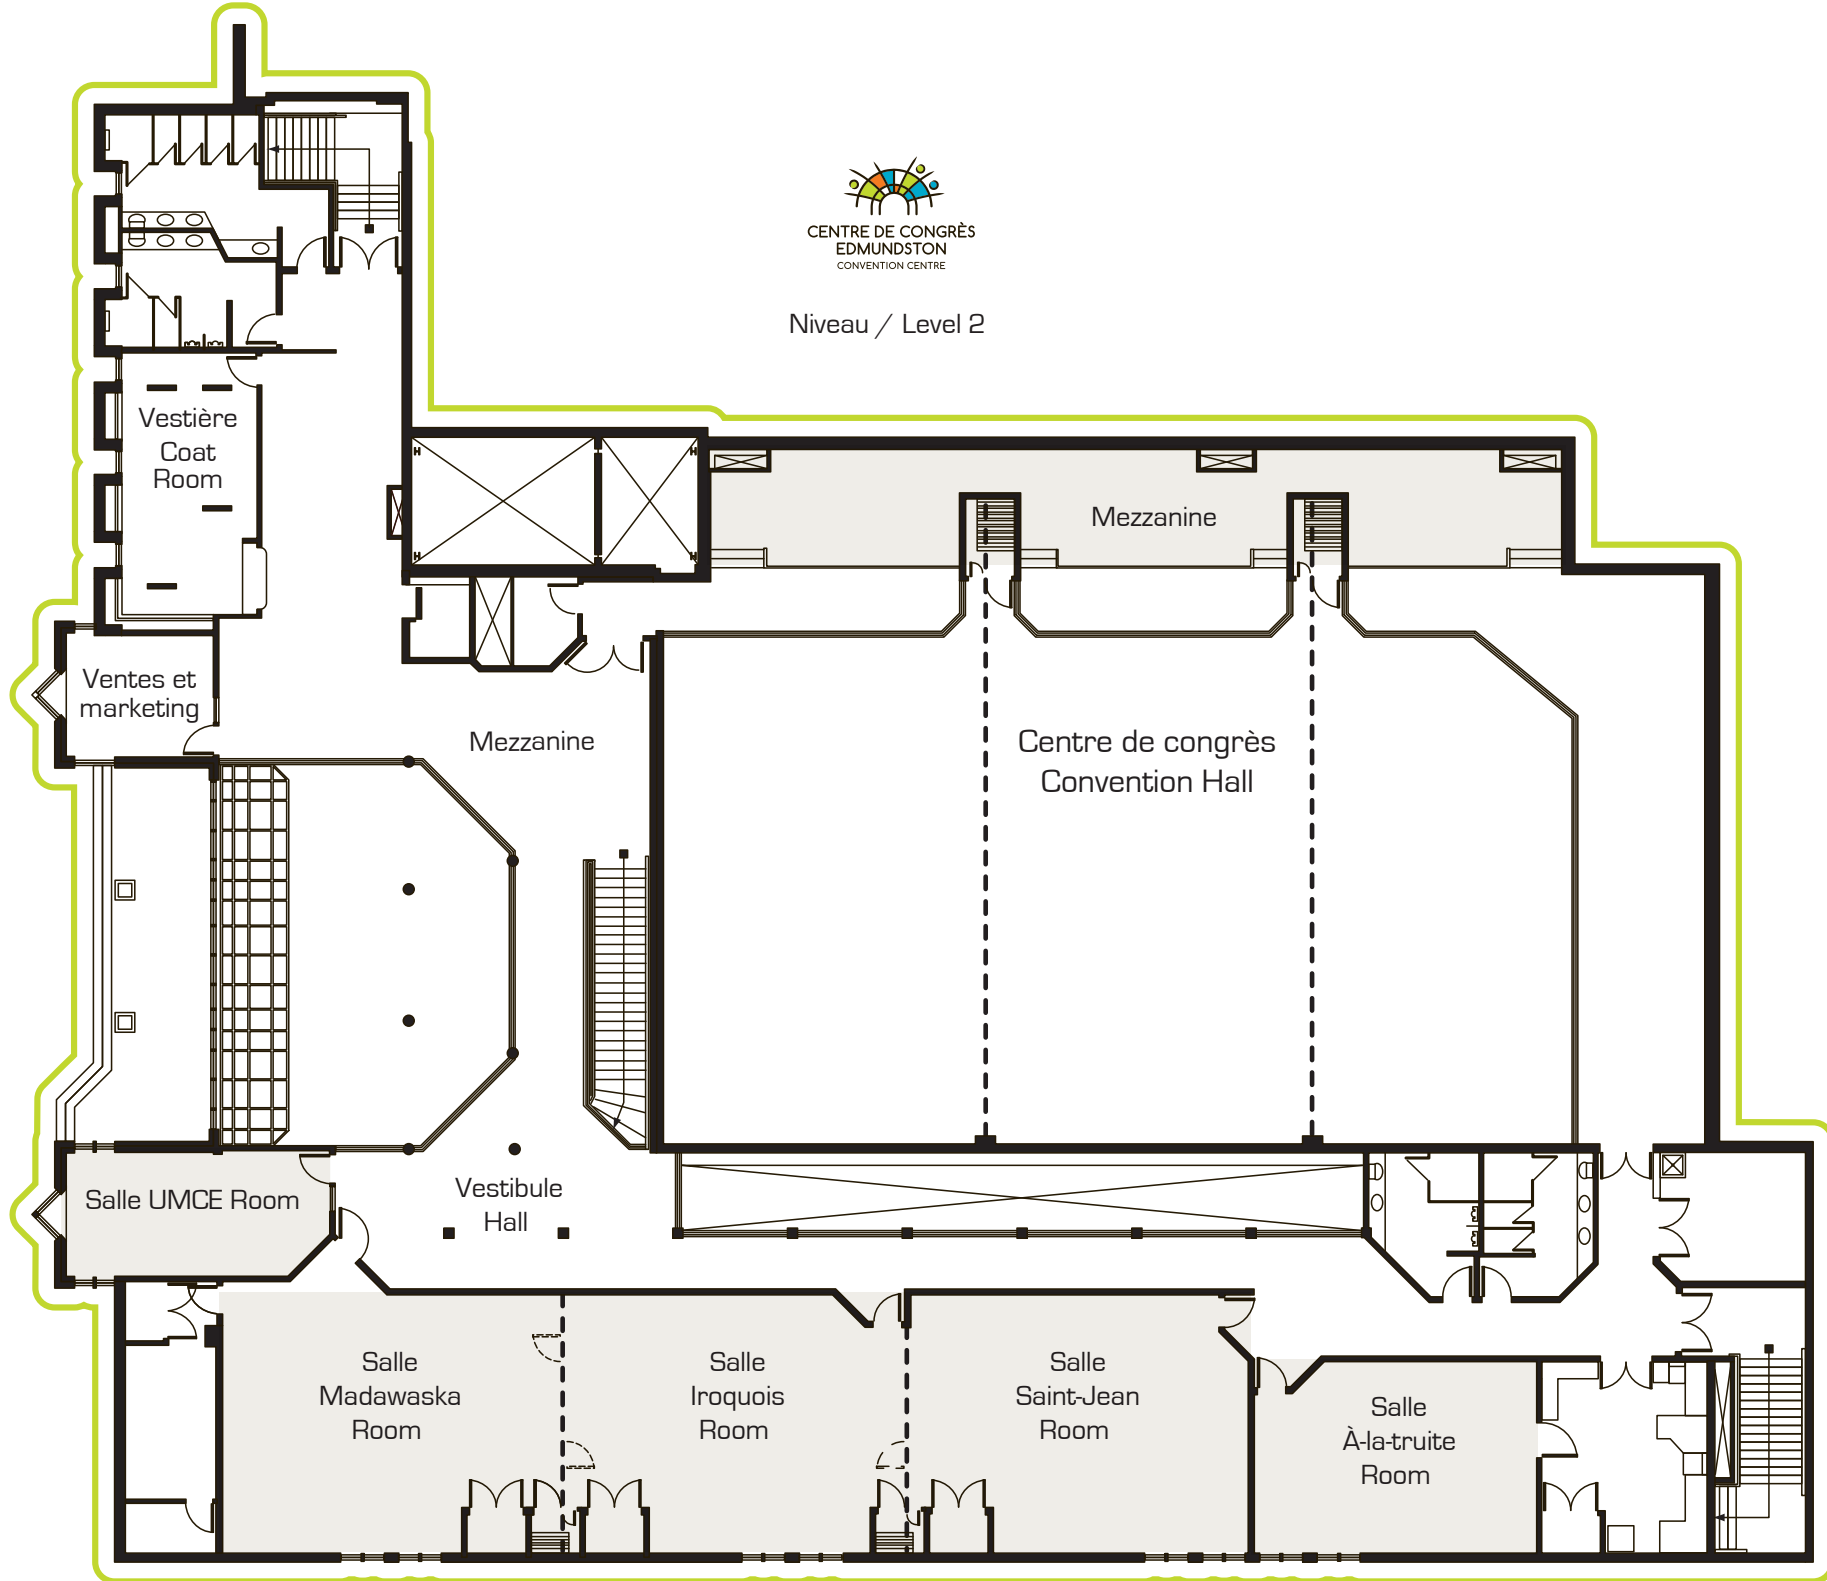 CENTRE DE CONGRÈS
EDMUNDSTON
CONVENTION CENTRE
Niveau / Level 2
Vestière
Coat
Room
Mezzanine
Ventes et
marketing
Mezzanine
Centre de congrès
Convention Hall
Salle UMCE Room
Vestibule
Hall
Salle
Madawaska
Room
Salle
Iroquois
Room
Salle
Saint-Jean
Room
Salle
À-la-truite
Room